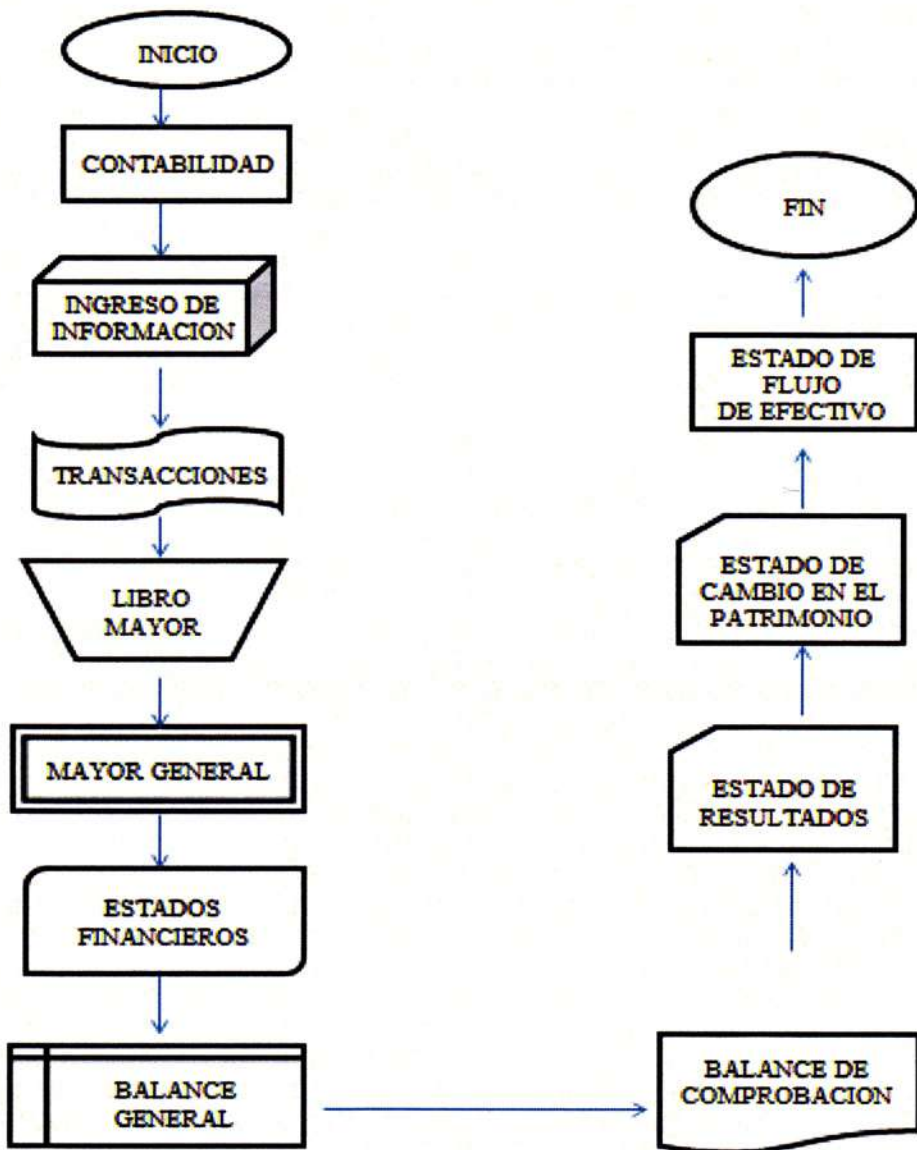 INICIO
CONTABILIDAD
INGRESO DE
INFORMACION
TRANSACCIONES
LIBRO
MAYOR
MAYOR GENERAL
ESTADOS
FINANCIEROS
BALANCE
GENERAL
BALANCE DE
COMPROBACION
ESTADO DE
RESULTADOS
ESTADO DE
CAMBIO EN EL
PATRIMONIO
ESTADO DE
FLUJO
DE EFECTIVO
FIN